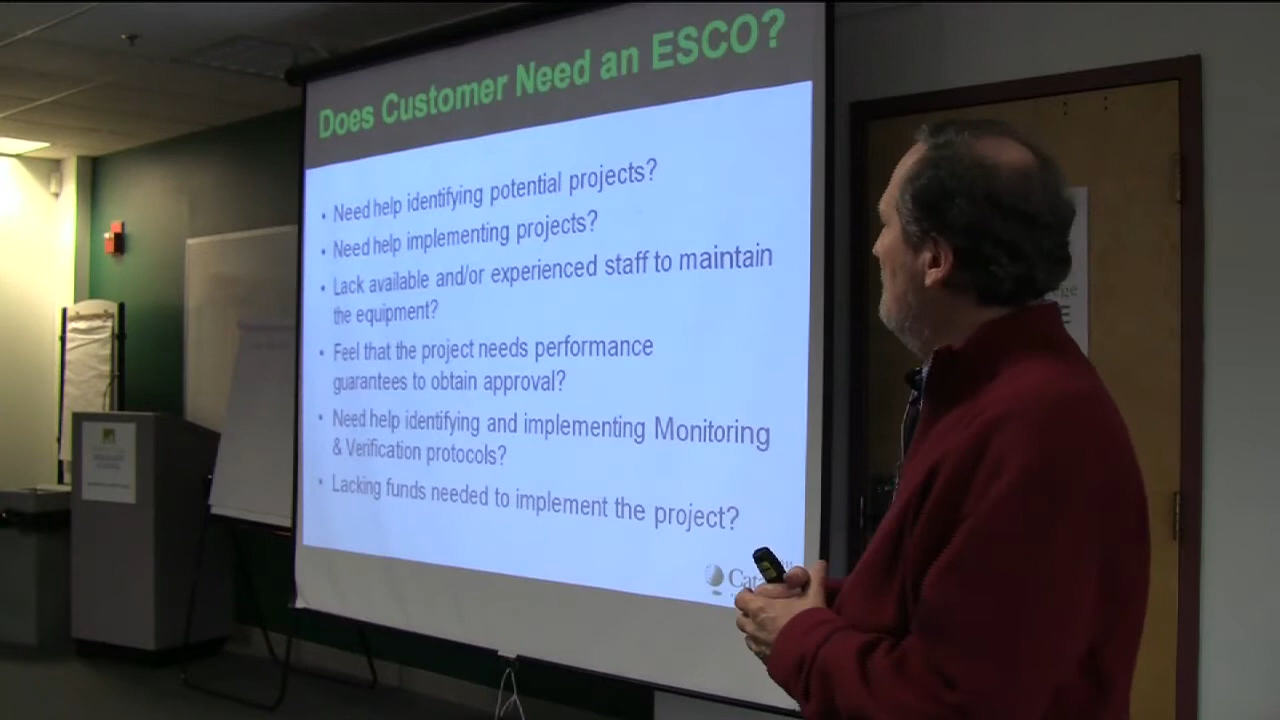 Does Customer Need an ESCO?
• Need help identifying potential projects?
• Need help implementing projects?
• Lack available and/or experienced staff to maintain
the equipment?
• Feel that the project needs performance
guarantees to obtain approval?
• Need help identifying and implementing Monitoring
& Verification protocols?
• Lacking funds needed to implement the project?